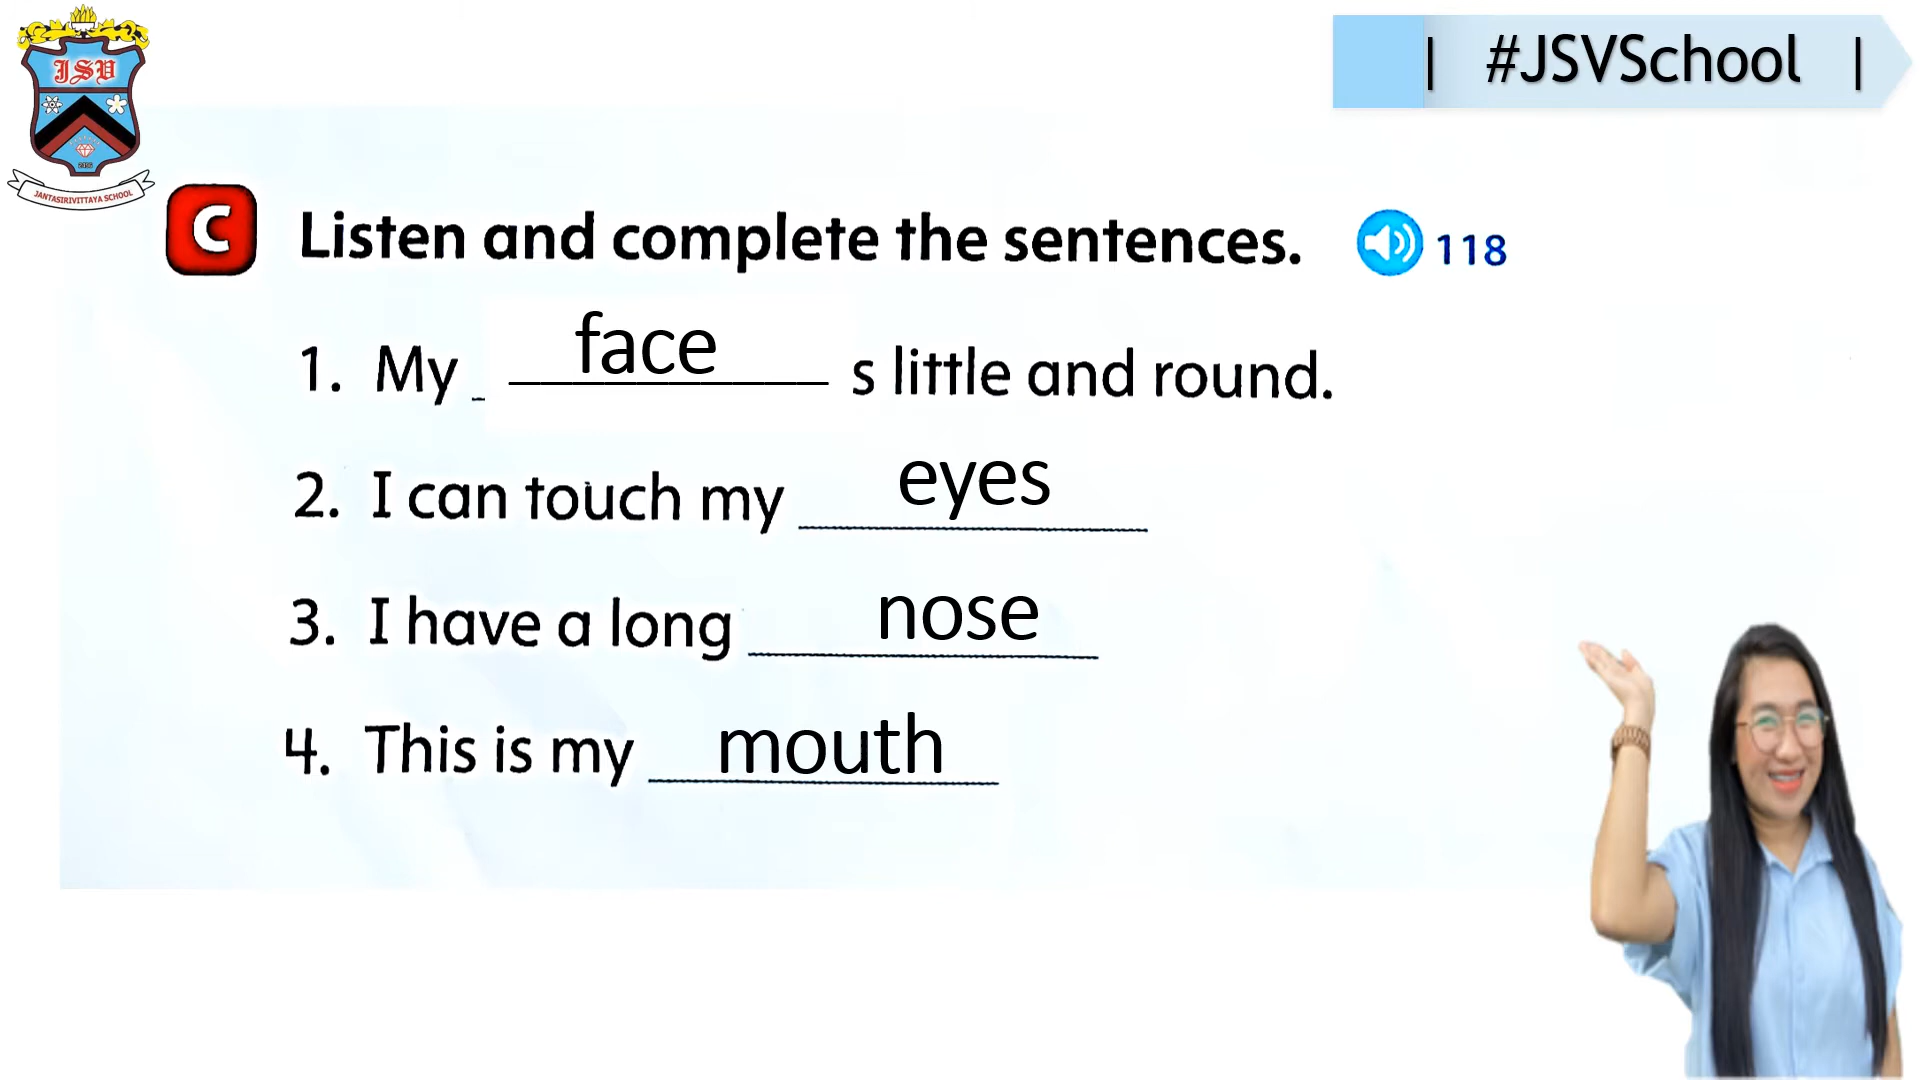 JSV
2496
JANTASIRIVITTAYA SCHOOL
| #JSVSchool |
C Listen and complete the sentences. 118
1. My _ face s little and round.
2. I can touch my eyes
3. I have a long nose
4. This is my mouth